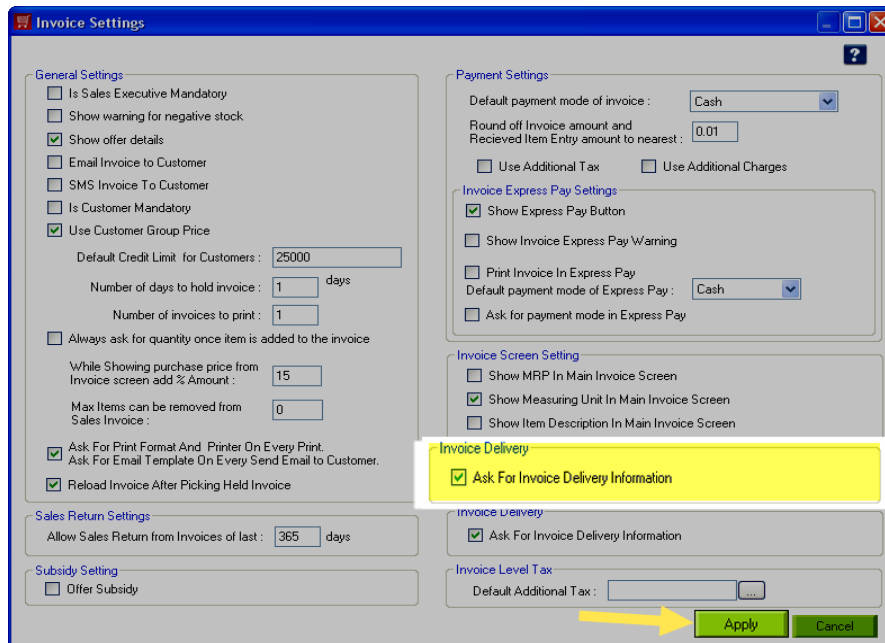 Invoice Settings
?
General Settings
Is Sales Executive Mandatory
Show warning for negative stock
Show offer details
Email Invoice to Customer
SMS Invoice To Customer
Is Customer Mandatory
Use Customer Group Price
Default Credit Limit for Customers : 25000
Number of days to hold invoice : 1 days
Number of invoices to print : 1
Always ask for quantity once item is added to the invoice
While Showing purchase price from
Invoice screen add % Amount : 15
Max Items can be removed from
Sales Invoice : 0
Ask For Print Format And Printer On Every Print.
Ask For Email Template On Every Send Email to Customer.
Reload Invoice After Picking Held Invoice
Sales Return Settings
Allow Sales Return from Invoices of last : 365 days
Subsidy Setting
Offer Subsidy
Payment Settings
Default payment mode of invoice : Cash
Round off Invoice amount and
Recieved Item Entry amount to nearest : 0.01
Use Additional Tax Use Additional Charges
Invoice Express Pay Settings
Show Express Pay Button
Show Invoice Express Pay Warning
Print Invoice In Express Pay
Default payment mode of Express Pay : Cash
Ask for payment mode in Express Pay
Invoice Screen Setting
Show MRP In Main Invoice Screen
Show Measuring Unit In Main Invoice Screen
Show Item Description In Main Invoice Screen
Invoice Delivery
Ask For Invoice Delivery Information
Invoice Delivery
Ask For Invoice Delivery Information
Invoice Level Tax
Default Additional Tax : ...
Apply Cancel